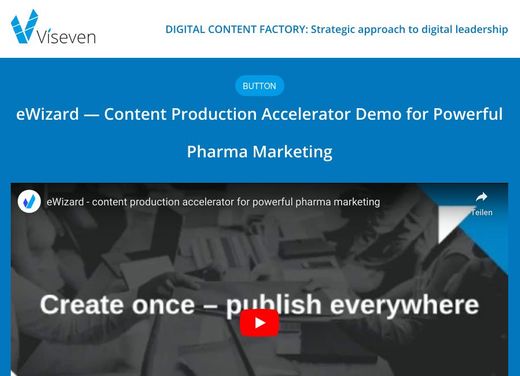 Viseven
DIGITAL CONTENT FACTORY: Strategic approach to digital leadership
BUTTON
eWizard — Content Production Accelerator Demo for Powerful
Pharma Marketing
eWizard - content production accelerator for powerful pharma marketing
Teilen
Create once – publish everywhere